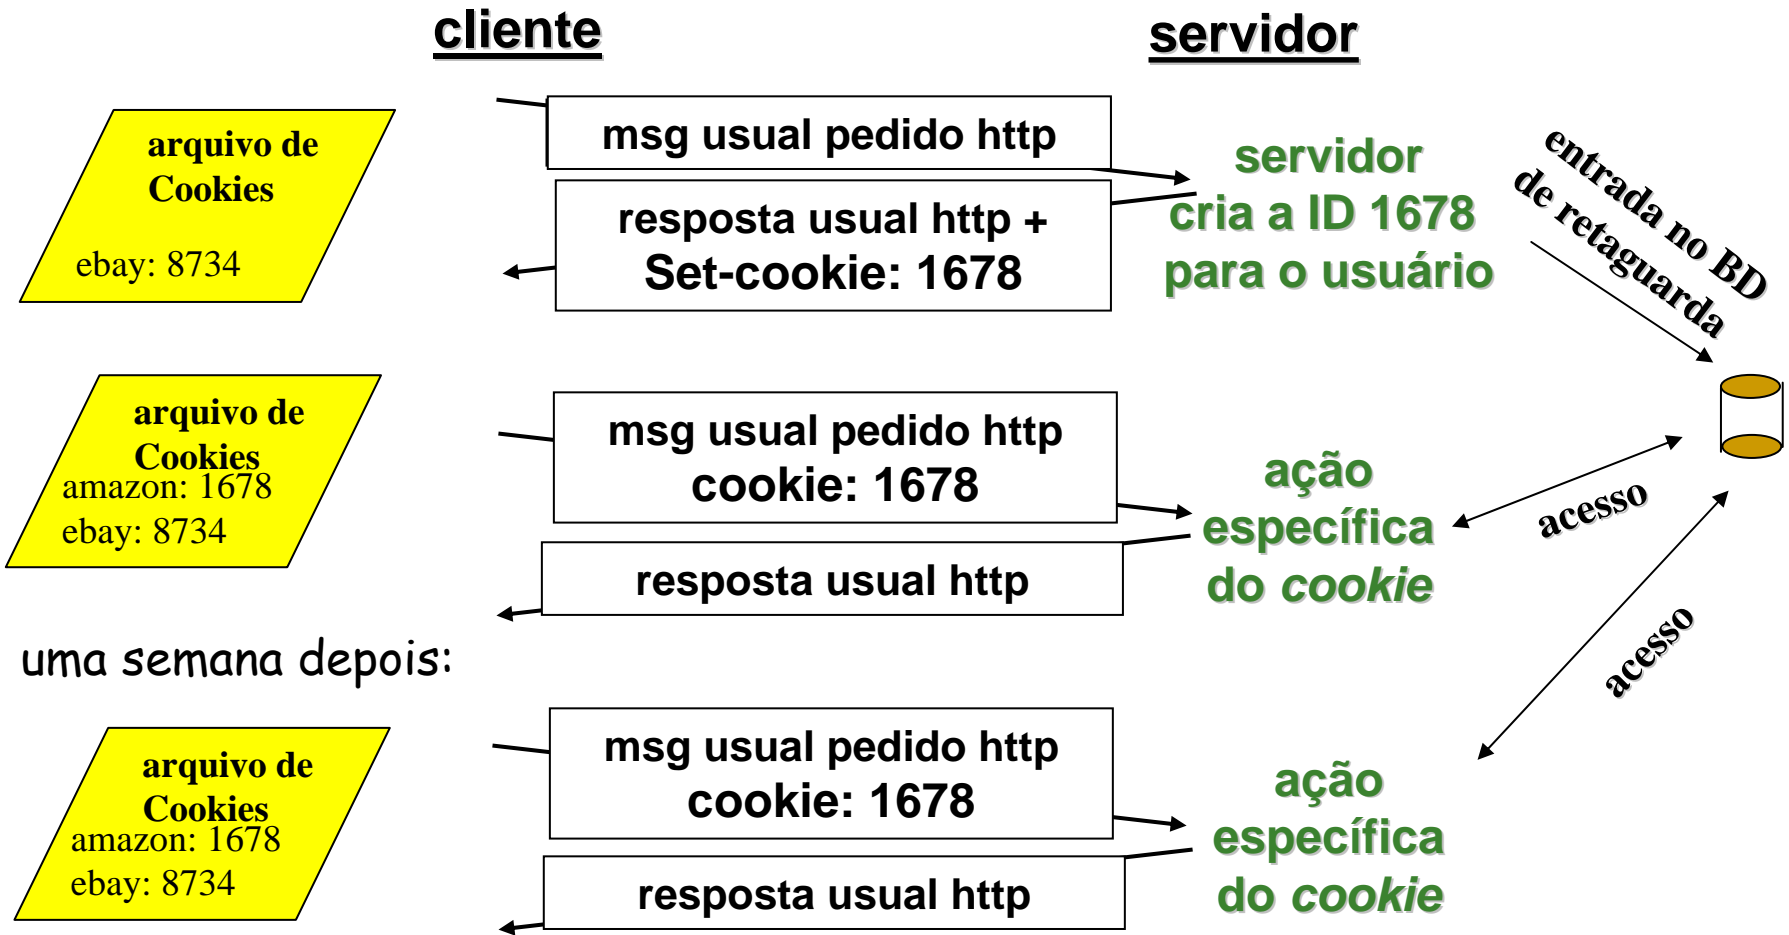 cliente
servidor
arquivo de
Cookies
ebay: 8734
msg usual pedido http
resposta usual http +
Set-cookie: 1678
servidor
cria a ID 1678
para o usuário
entrada no BD
de retaguarda
arquivo de
Cookies
amazon: 1678
ebay: 8734
msg usual pedido http
cookie: 1678
resposta usual http
ação
específica
do cookie
acesso
acesso
uma semana depois:
arquivo de
Cookies
amazon: 1678
ebay: 8734
msg usual pedido http
cookie: 1678
resposta usual http
ação
específica
do cookie